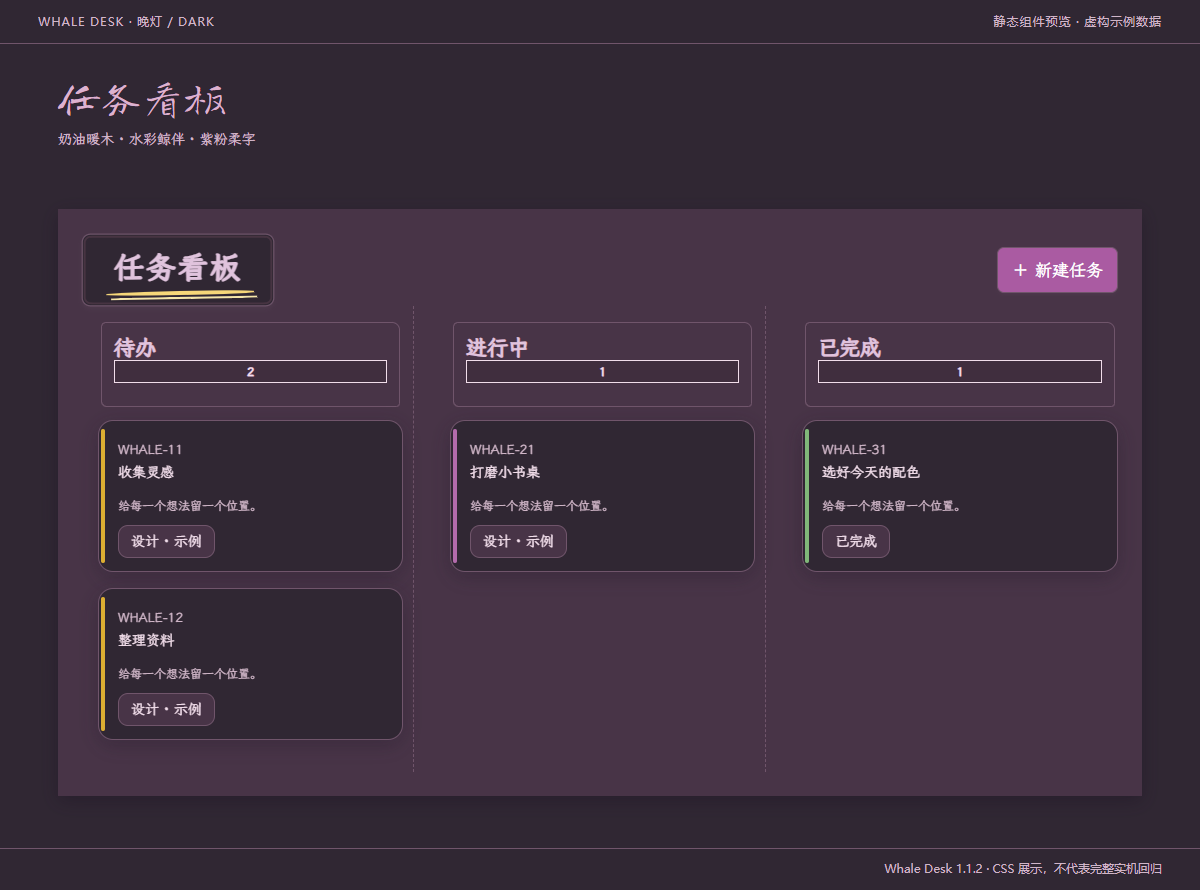 WHALE DESK · 晚灯 / DARK
静态组件预览 · 虚构示例数据
任务看板
奶油暖木 · 水彩鲸伴 · 紫粉柔字
任务看板
+ 新建任务
待办
2
WHALE-11
收集灵感
给每一个想法留一个位置。
设计 · 示例
WHALE-12
整理资料
给每一个想法留一个位置。
设计 · 示例
进行中
1
WHALE-21
打磨小书桌
给每一个想法留一个位置。
设计 · 示例
已完成
1
WHALE-31
选好今天的配色
给每一个想法留一个位置。
已完成
Whale Desk 1.1.2 · CSS 展示，不代表完整实机回归